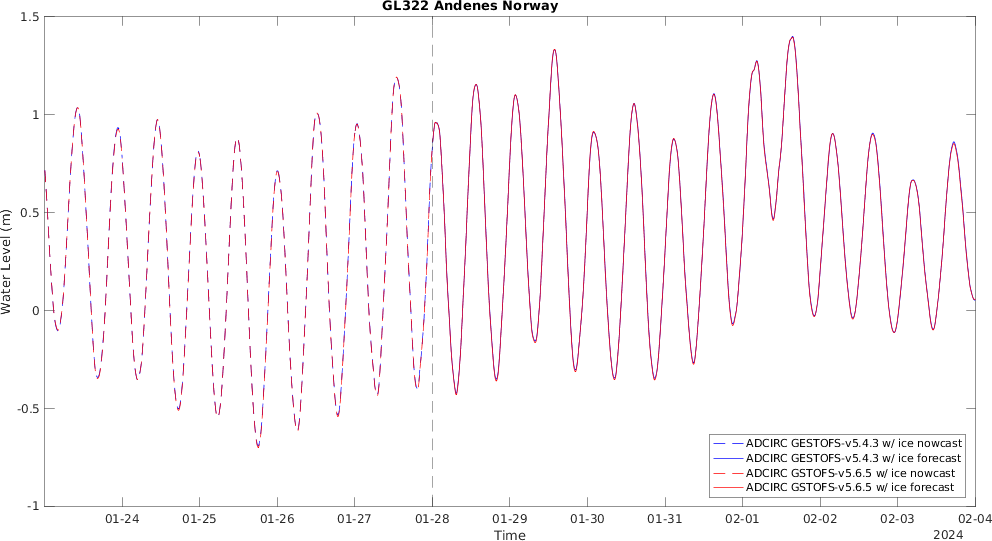 GL322 Andenes Norway
1.5
1
0.5
0
-0.5
-1
Water Level (m)
ADCIRC GESTOFS-v5.4.3 w/ ice nowcast
ADCIRC GESTOFS-v5.4.3 w/ ice forecast
ADCIRC GSTOFS-v5.6.5 w/ ice nowcast
ADCIRC GSTOFS-v5.6.5 w/ ice forecast
01-24 01-25 01-26 01-27 01-28 01-29 01-30 01-31 02-01 02-02 02-03 02-04
Time
2024